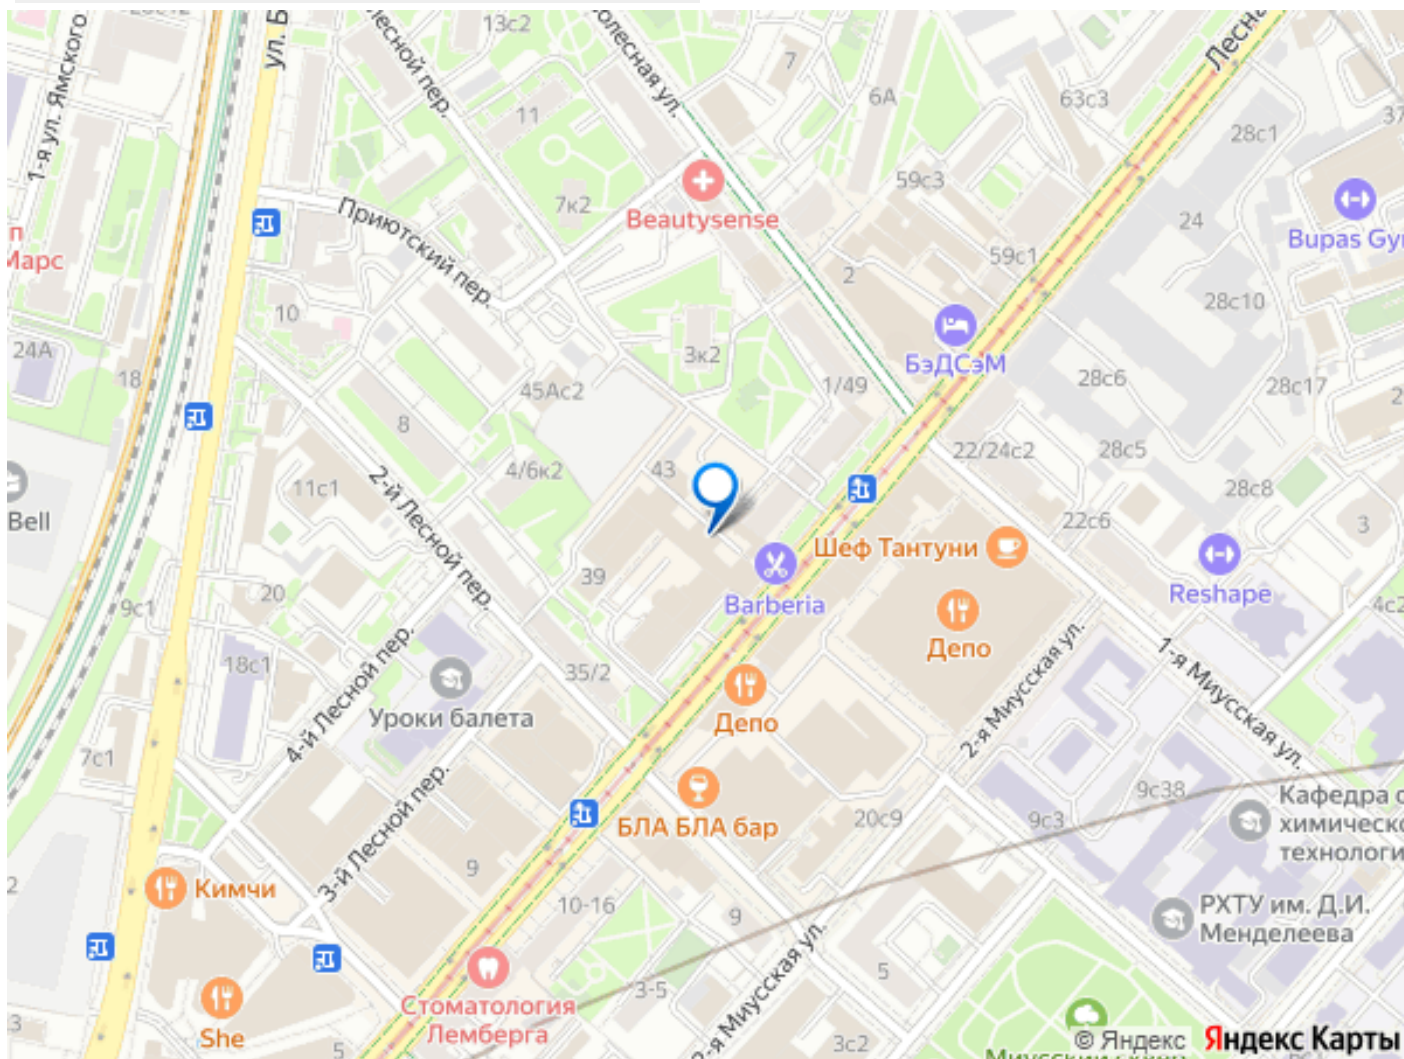 13с2
Лесной пер.
олесная ул.
Лесна
ул. Б
1-я ул. Ямского
7
6А
63с3
37
28с1
11
59с3
7к2
Beautysense
24
Bupas Gy
Приютский пер.
п
Марс
2
59с1
28с10
10
БэДСэМ
24А
18
3к2
45Ас2
1/49
28с6
28с17
2
8
22/24с2
28с5
43
4/6к2
11с1
28с8
2-й Лесной пер.
Bell
22с6
3
Шеф Тантуни
39
Barberia
Reshape
20
9с1
4с2
Депо
1-я Миусская ул.
18с1
4-й Лесной пер.
35/2
Уроки балета
Депо
2-я Миусская ул.
7с1
3-й Лесной пер.
9с38
Кафедра о
химическо
технологи
БЛА БЛА бар
20с9
9с3
2
Кимчи
9
10-16
9
РХТУ им. Д.И.
Менделеева
5
Стоматология
Лемберга
3-5
2-я Миусская ул.
3
She
5
3с2
© Яндекс
Яндекс Карты